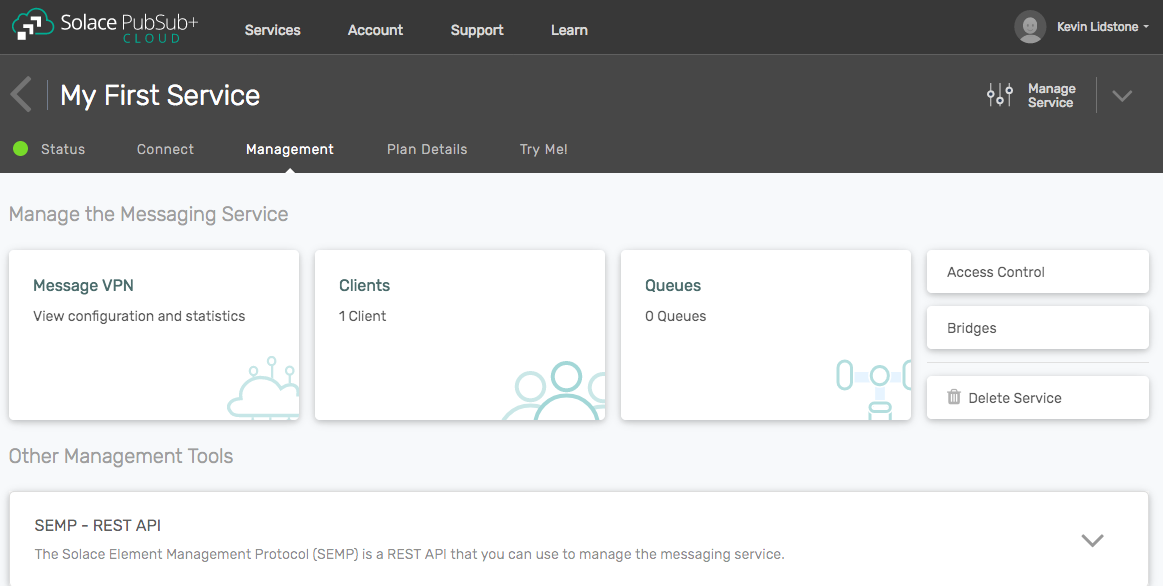 Solace PubSub+
CLOUD
Services
Account
Support
Learn
Kevin Lidstone
My First Service
Manage
Service
Status
Connect
Management
Plan Details
Try Me!
Manage the Messaging Service
Message VPN
View configuration and statistics
Clients
1 Client
Queues
0 Queues
Access Control
Bridges
Delete Service
Other Management Tools
SEMP - REST API
The Solace Element Management Protocol (SEMP) is a REST API that you can use to manage the messaging service.